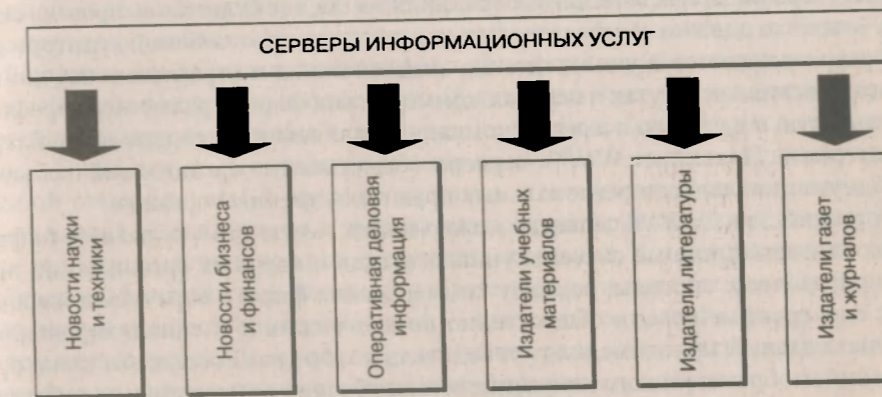 СЕРВЕРЫ ИНФОРМАЦИОННЫХ УСЛУГ
Новости науки
и техники
Новости бизнеса
и финансов
Оперативная деловая
информация
Издатели учебных
материалов
Издатели литературы
Издатели газет
и журналов